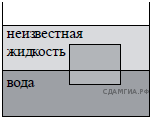 неизвестная
жидкость
вода
СДАМГИА.РФ